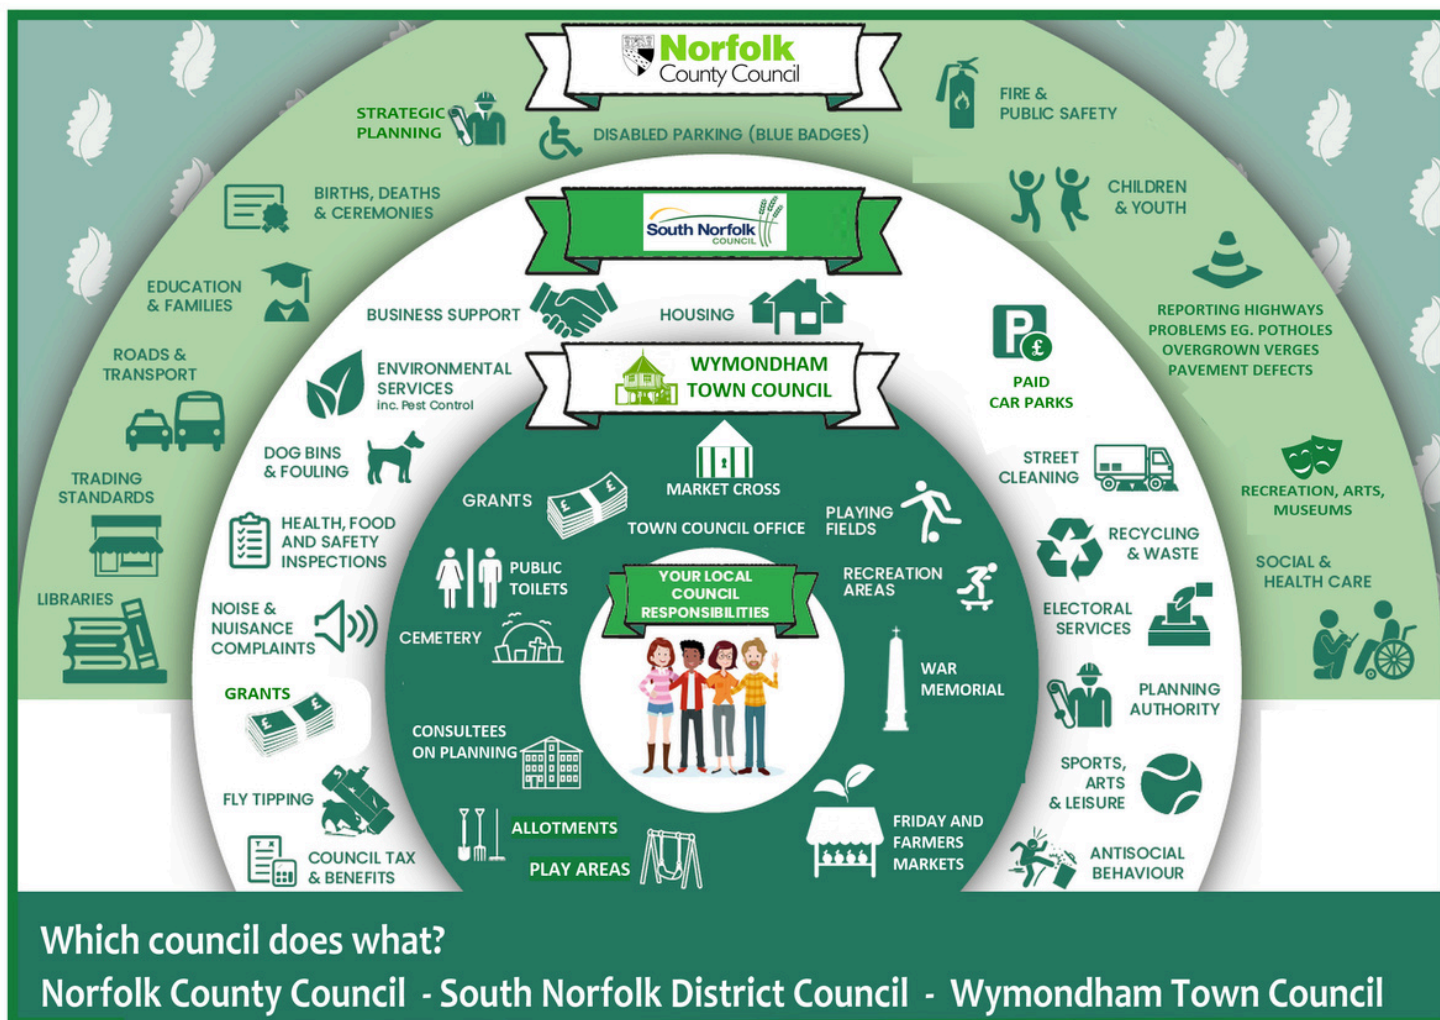 Norfolk
County Council
STRATEGIC
PLANNING
DISABLED PARKING (BLUE BADGES)
FIRE &
PUBLIC SAFETY
BIRTHS, DEATHS
& CEREMONIES
CHILDREN
& YOUTH
EDUCATION
& FAMILIES
REPORTING HIGHWAYS
PROBLEMS EG. POTHOLES
OVERGROWN VERGES
PAVEMENT DEFECTS
ROADS &
TRANSPORT
TRADING
STANDARDS
RECREATION, ARTS,
MUSEUMS
LIBRARIES
SOCIAL &
HEALTH CARE
South Norfolk
COUNCIL
BUSINESS SUPPORT
HOUSING
P
£
PAID
CAR PARKS
ENVIRONMENTAL
SERVICES
inc. Pest Control
DOG BINS
& FOULING
STREET
CLEANING
HEALTH, FOOD
AND SAFETY
INSPECTIONS
RECYCLING
& WASTE
NOISE &
NUISANCE
COMPLAINTS
ELECTORAL
SERVICES
GRANTS
£ £
PLANNING
AUTHORITY
FLY TIPPING
SPORTS,
ARTS
& LEISURE
TX
COUNCIL TAX
& BENEFITS
ANTISOCIAL
BEHAVIOUR
WYMONDHAM
TOWN COUNCIL
MARKET CROSS
GRANTS
£ £
TOWN COUNCIL OFFICE
PLAYING
FIELDS
PUBLIC
TOILETS
RECREATION
AREAS
CEMETERY
WAR
MEMORIAL
CONSULTEES
ON PLANNING
ALLOTMENTS
PLAY AREAS
FRIDAY AND
FARMERS
MARKETS
YOUR LOCAL
COUNCIL
RESPONSIBILITIES
Which council does what?
Norfolk County Council - South Norfolk District Council - Wymondham Town Council